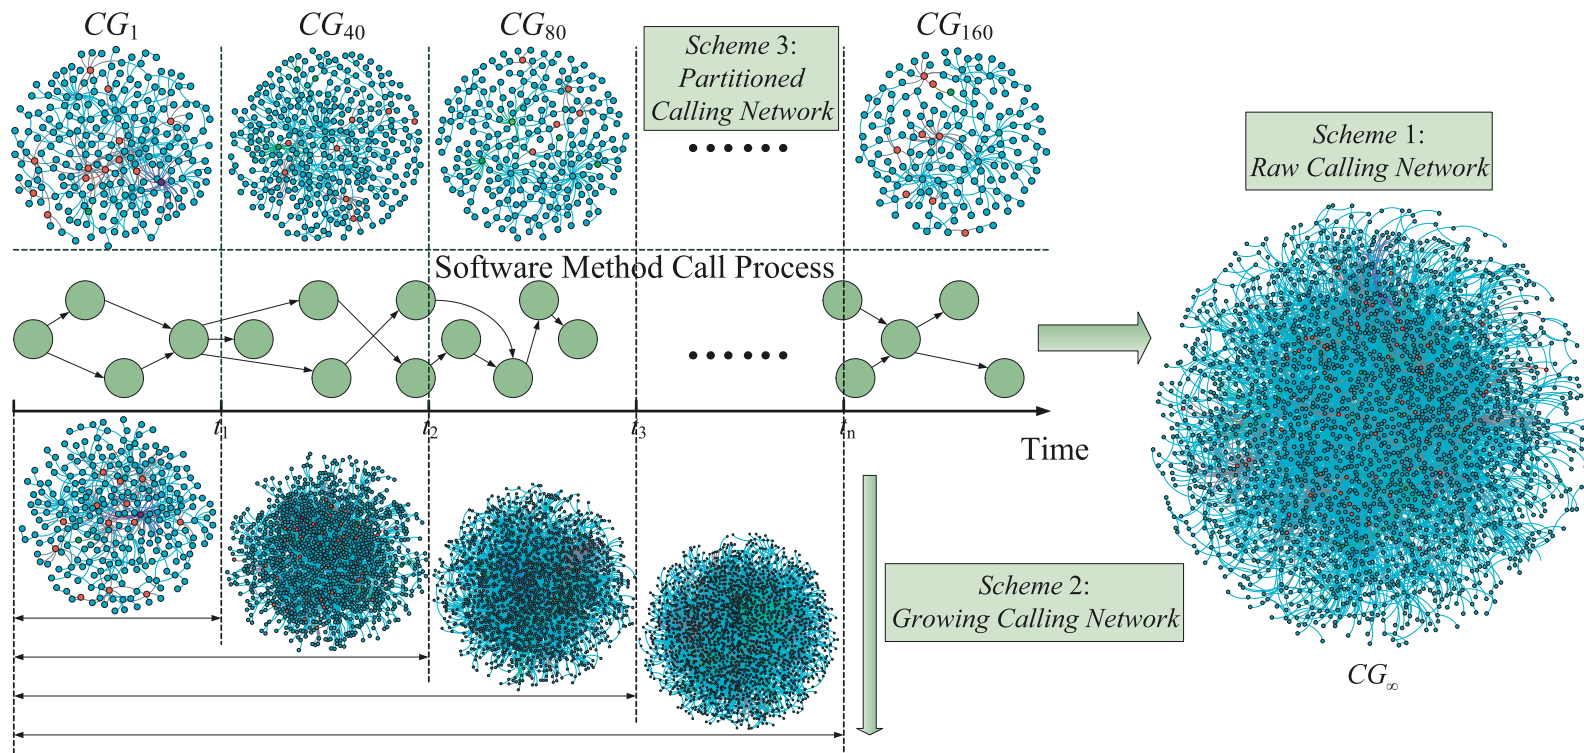 CG₁
CG₄₀
CG₈₀
Scheme 3:
Partitioned
Calling Network
CG₁₆₀
Scheme 1:
Raw Calling Network
Software Method Call Process
t₁
t₂
t₃
tₙ
Time
Scheme 2:
Growing Calling Network
CG∞